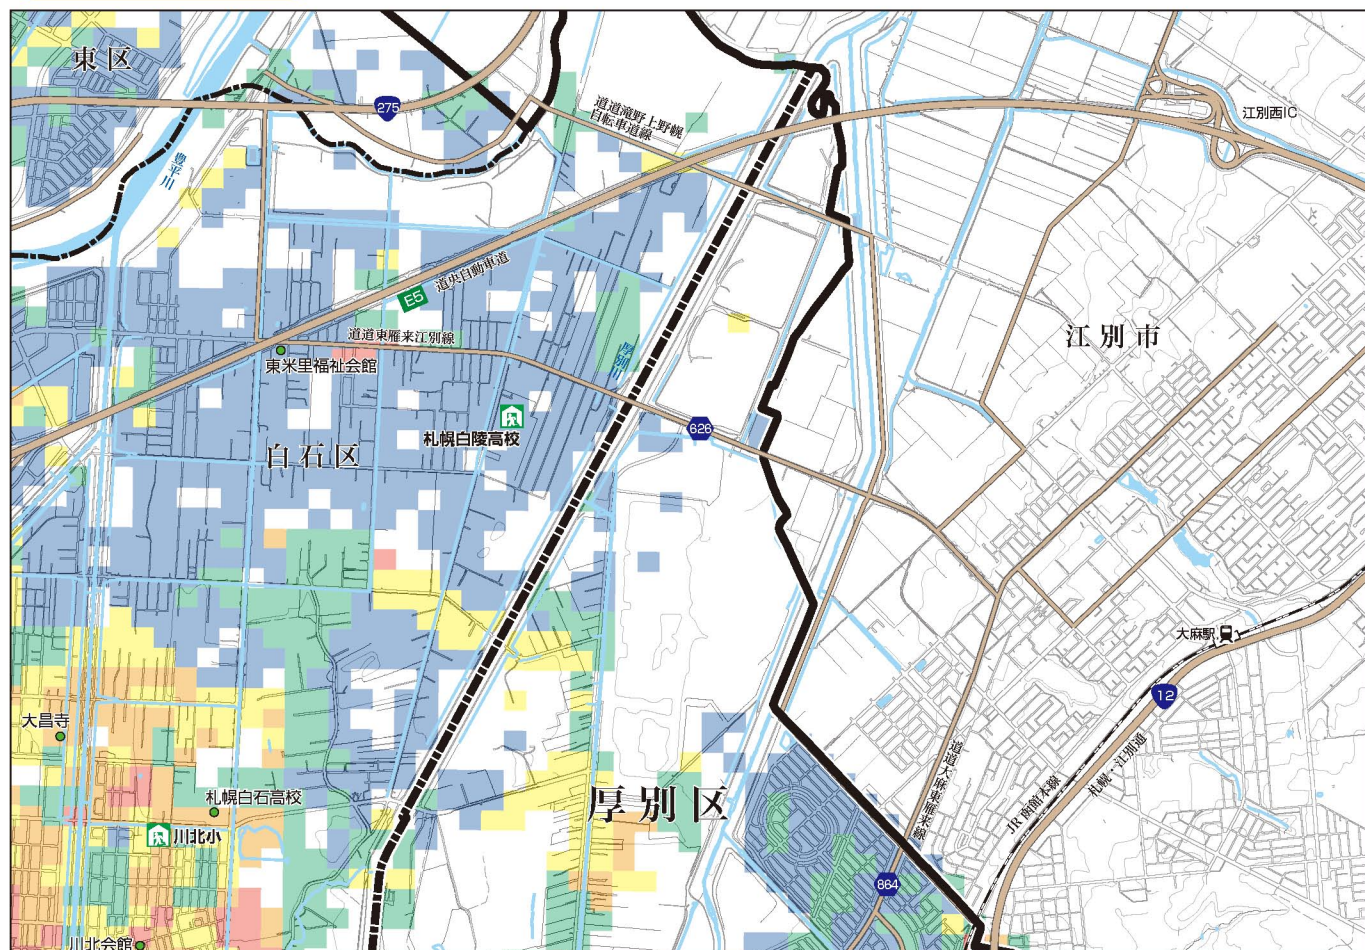 東区
275
道道滝野上野幌
自転車道線
江別西IC
豊平川
E5
道央自動車道
道道東雁来江別線
東米里福祉会館
厚別川
江別市
札幌白陵高校
626
白石区
大麻駅
12
大昌寺
道道大麻東雁来線
JR函館本線
札幌～江別通
厚別区
札幌白石高校
川北小
864
川北会館